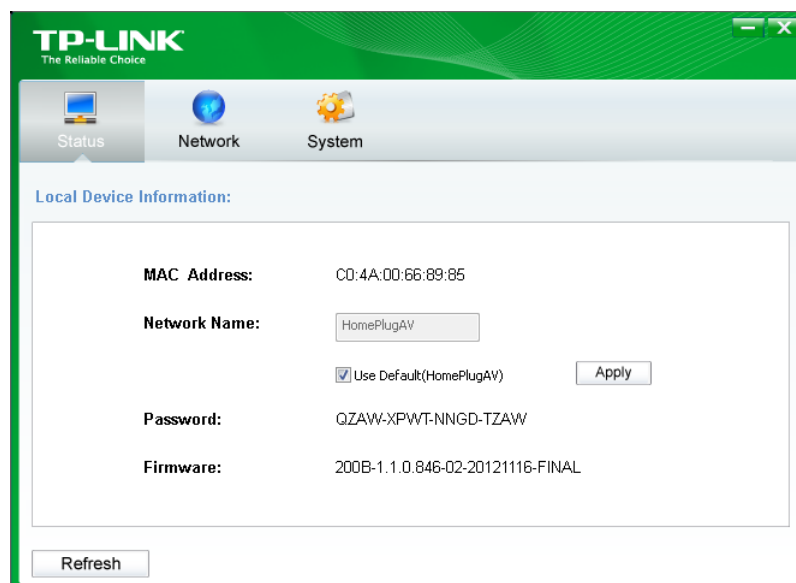 TP-LINK
The Reliable Choice
Status Network System
Local Device Information:
MAC Address: C0:4A:00:66:89:85
Network Name: HomePlugAV
Use Default(HomePlugAV) Apply
Password: QZAW-XPWT-NNGD-TZAW
Firmware: 200B-1.1.0.846-02-20121116-FINAL
Refresh